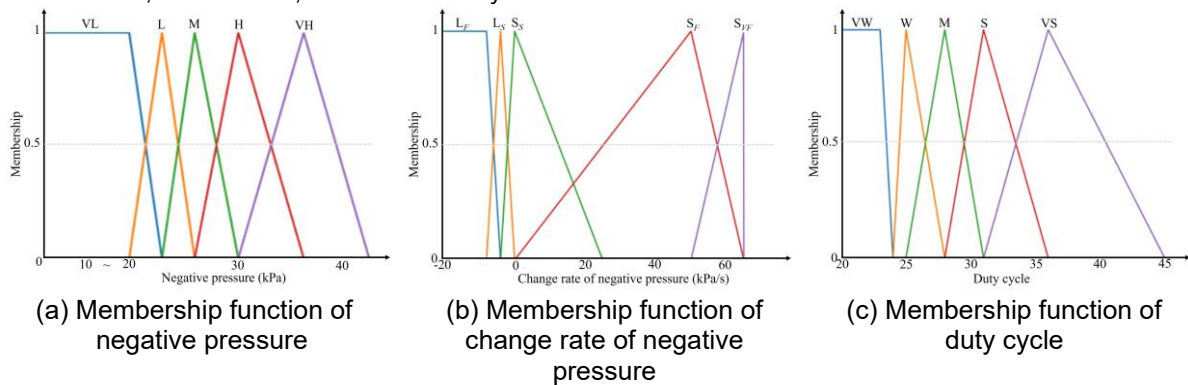 VL L M H VH
1
Membership
0.5
0 10 ~ 20 30 40
Negative pressure (kPa)
(a) Membership function of
negative pressure
L_F L_S S_S S_F S_VF
1
Membership
0.5
0
-20 0 20 40 60
Change rate of negative pressure (kPa/s)
(b) Membership function of
change rate of negative
pressure
VW W M S VS
1
Membership
0.5
0
20 25 30 35 40 45
Duty cycle
(c) Membership function of
duty cycle